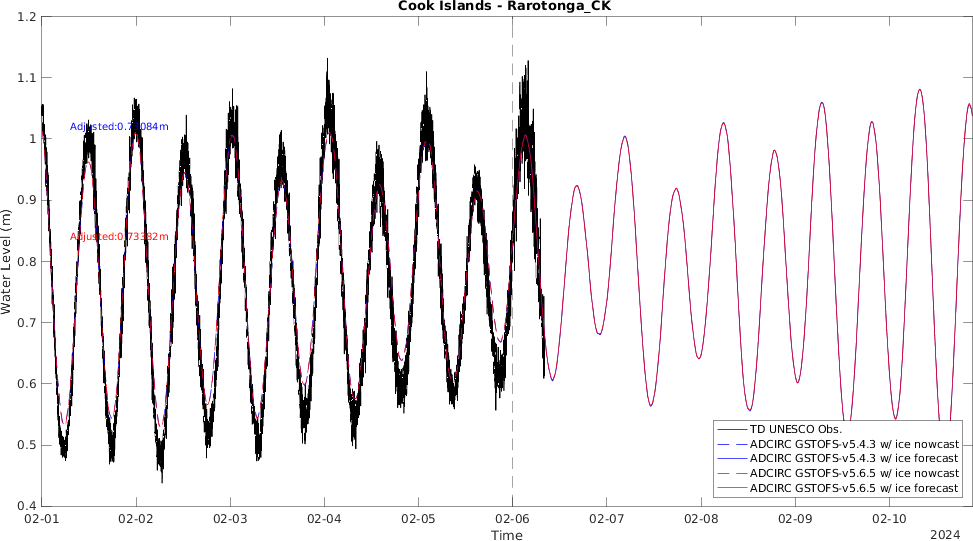 Cook Islands - Rarotonga_CK
1.2
1.1
1
0.9
0.8
0.7
0.6
0.5
0.4
Water Level (m)
Adjusted:0.73084m
Adjusted:0.73382m
TD UNESCO Obs.
ADCIRC GSTOFS-v5.4.3 w/ ice nowcast
ADCIRC GSTOFS-v5.4.3 w/ ice forecast
ADCIRC GSTOFS-v5.6.5 w/ ice nowcast
ADCIRC GSTOFS-v5.6.5 w/ ice forecast
02-01 02-02 02-03 02-04 02-05 02-06 02-07 02-08 02-09 02-10
Time
2024